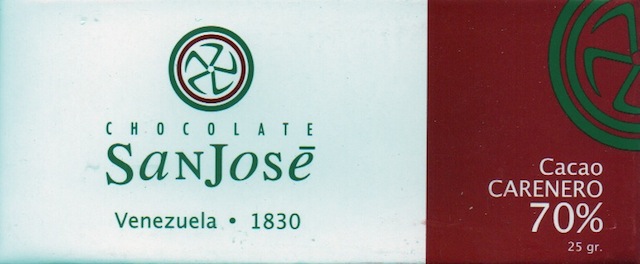 CHOCOLATE
SANJOSē
Venezuela • 1830
Cacao
CARENERO
70%
25 gr.